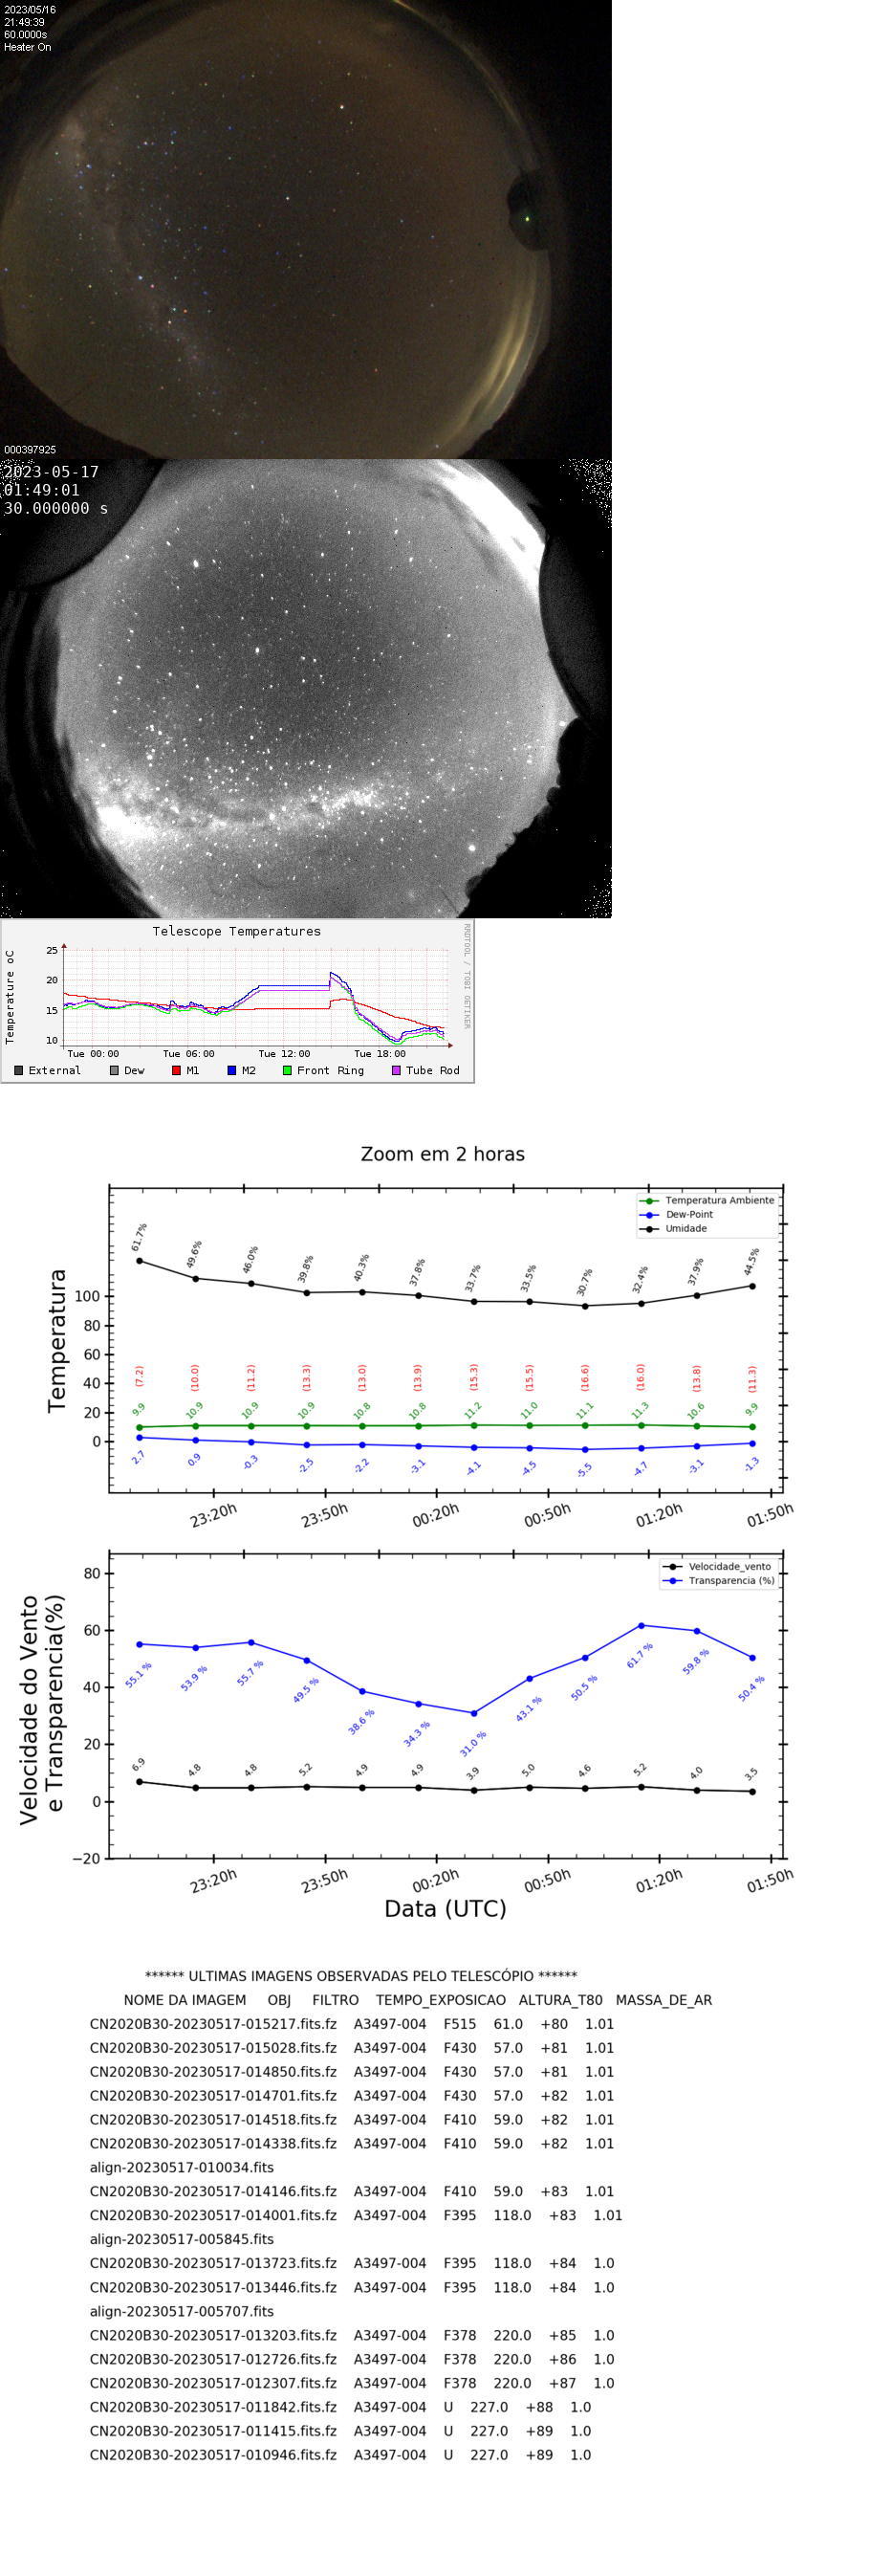 2023/05/16
21:49:39
60.0000s
Heater On
000397925
2023-05-17
01:49:01
30.000000 s
Telescope Temperatures
RRDTOOL / TOBI OETIKER
Temperature oC
25
20
15
10
Tue 00:00 Tue 06:00 Tue 12:00 Tue 18:00
External Dew M1 M2 Front Ring Tube Rod
Zoom em 2 horas
Temperatura Ambiente
Dew-Point
Umidade
Temperatura
100
80
60
40
20
0
61.7% 49.6% 46.0% 39.8% 40.3% 37.8% 33.7% 33.5% 30.7% 32.4% 37.9% 44.5%
(7.2) (10.0) (11.2) (13.3) (13.0) (13.9) (15.3) (15.5) (16.6) (16.0) (13.8) (11.3)
9.9 10.9 10.9 10.9 10.8 10.8 11.2 11.0 11.1 11.3 10.6 9.9
2.7 0.9 -0.3 -2.5 -2.2 -3.1 -4.1 -4.5 -5.5 -4.7 -3.1 -1.3
23:20h 23:50h 00:20h 00:50h 01:20h 01:50h
Velocidade_vento
Transparencia (%)
Velocidade do Vento
e Transparencia(%)
80
60
40
20
0
−20
55.1 % 53.9 % 55.7 % 49.5 % 38.6 % 34.3 % 31.0 % 43.1 % 50.5 % 61.7 % 59.8 % 50.4 %
6.9 4.8 4.8 5.2 4.9 4.9 3.9 5.0 4.6 5.2 4.0 3.5
23:20h 23:50h 00:20h 00:50h 01:20h 01:50h
Data (UTC)
****** ULTIMAS IMAGENS OBSERVADAS PELO TELESCÓPIO ******
NOME DA IMAGEM OBJ FILTRO TEMPO_EXPOSICAO ALTURA_T80 MASSA_DE_AR
CN2020B30-20230517-015217.fits.fz A3497-004 F515 61.0 +80 1.01
CN2020B30-20230517-015028.fits.fz A3497-004 F430 57.0 +81 1.01
CN2020B30-20230517-014850.fits.fz A3497-004 F430 57.0 +81 1.01
CN2020B30-20230517-014701.fits.fz A3497-004 F430 57.0 +82 1.01
CN2020B30-20230517-014518.fits.fz A3497-004 F410 59.0 +82 1.01
CN2020B30-20230517-014338.fits.fz A3497-004 F410 59.0 +82 1.01
align-20230517-010034.fits
CN2020B30-20230517-014146.fits.fz A3497-004 F410 59.0 +83 1.01
CN2020B30-20230517-014001.fits.fz A3497-004 F395 118.0 +83 1.01
align-20230517-005845.fits
CN2020B30-20230517-013723.fits.fz A3497-004 F395 118.0 +84 1.0
CN2020B30-20230517-013446.fits.fz A3497-004 F395 118.0 +84 1.0
align-20230517-005707.fits
CN2020B30-20230517-013203.fits.fz A3497-004 F378 220.0 +85 1.0
CN2020B30-20230517-012726.fits.fz A3497-004 F378 220.0 +86 1.0
CN2020B30-20230517-012307.fits.fz A3497-004 F378 220.0 +87 1.0
CN2020B30-20230517-011842.fits.fz A3497-004 U 227.0 +88 1.0
CN2020B30-20230517-011415.fits.fz A3497-004 U 227.0 +89 1.0
CN2020B30-20230517-010946.fits.fz A3497-004 U 227.0 +89 1.0